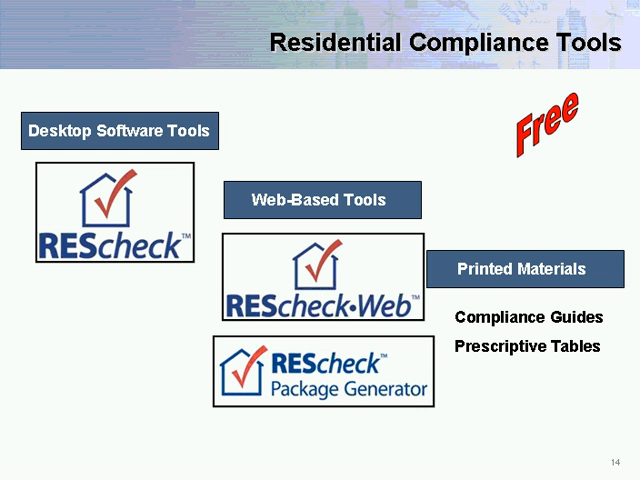 Residential Compliance Tools
Free
Desktop Software Tools
REScheck™
Web-Based Tools
REScheck•Web™
REScheck™
Package Generator
Printed Materials
Compliance Guides
Prescriptive Tables
14